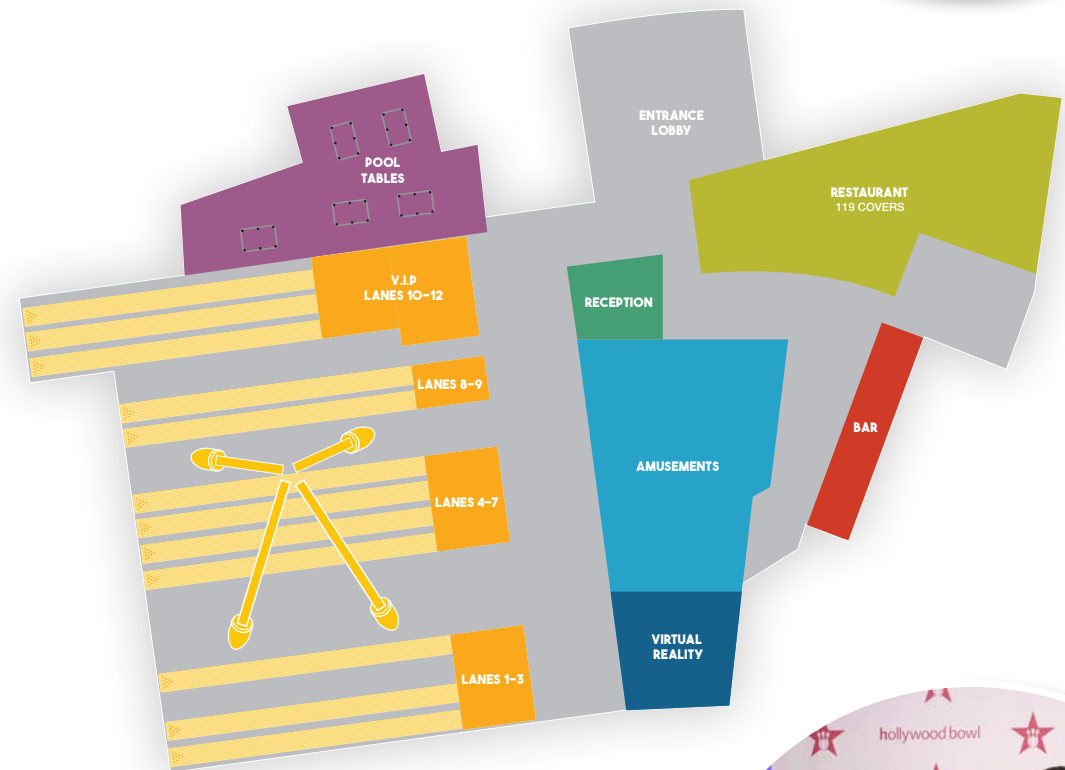 ENTRANCE
LOBBY
POOL
TABLES
RESTAURANT
119 COVERS
V.I.P
LANES 10-12
RECEPTION
LANES 8-9
BAR
AMUSEMENTS
LANES 4-7
VIRTUAL
REALITY
LANES 1-3
hollywood bowl